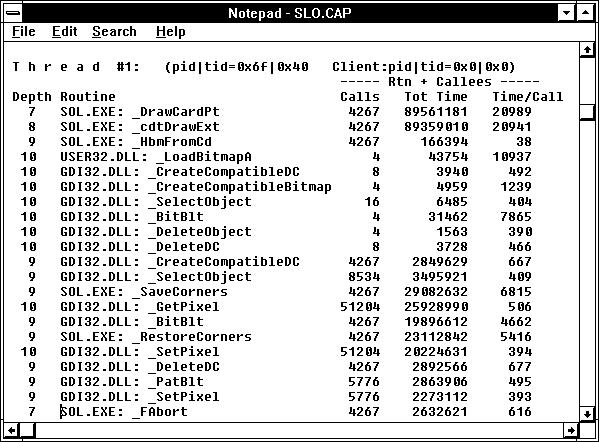 Notepad - SLO.CAP
File Edit Search Help
T h r e a d #1: (pid|tid=0x6f|0x40 Client:pid|tid=0x0|0x0)
----- Rtn + Callees -----
Depth Routine Calls Tot Time Time/Call
7 SOL.EXE: _DrawCardPt 4267 89561181 20989
8 SOL.EXE: _cdtDrawExt 4267 89359010 20941
9 SOL.EXE: _HbmFromCd 4267 166394 38
10 USER32.DLL: _LoadBitmapA 4 43754 10937
10 GDI32.DLL: _CreateCompatibleDC 8 3940 492
10 GDI32.DLL: _CreateCompatibleBitmap 4 4959 1239
10 GDI32.DLL: _SelectObject 16 6485 404
10 GDI32.DLL: _BitBlt 4 31462 7865
10 GDI32.DLL: _DeleteObject 4 1563 390
10 GDI32.DLL: _DeleteDC 8 3728 466
9 GDI32.DLL: _CreateCompatibleDC 4267 2849629 667
9 GDI32.DLL: _SelectObject 8534 3495921 409
9 SOL.EXE: _SaveCorners 4267 29082632 6815
10 GDI32.DLL: _GetPixel 51204 25928990 506
9 GDI32.DLL: _BitBlt 4267 19896612 4662
9 SOL.EXE: _RestoreCorners 4267 23112842 5416
10 GDI32.DLL: _SetPixel 51204 20224631 394
9 GDI32.DLL: _DeleteDC 4267 2892566 677
9 GDI32.DLL: _PatBlt 5776 2863906 495
9 GDI32.DLL: _SetPixel 5776 2273112 393
7 SOL.EXE: _FAbort 4267 2632621 616